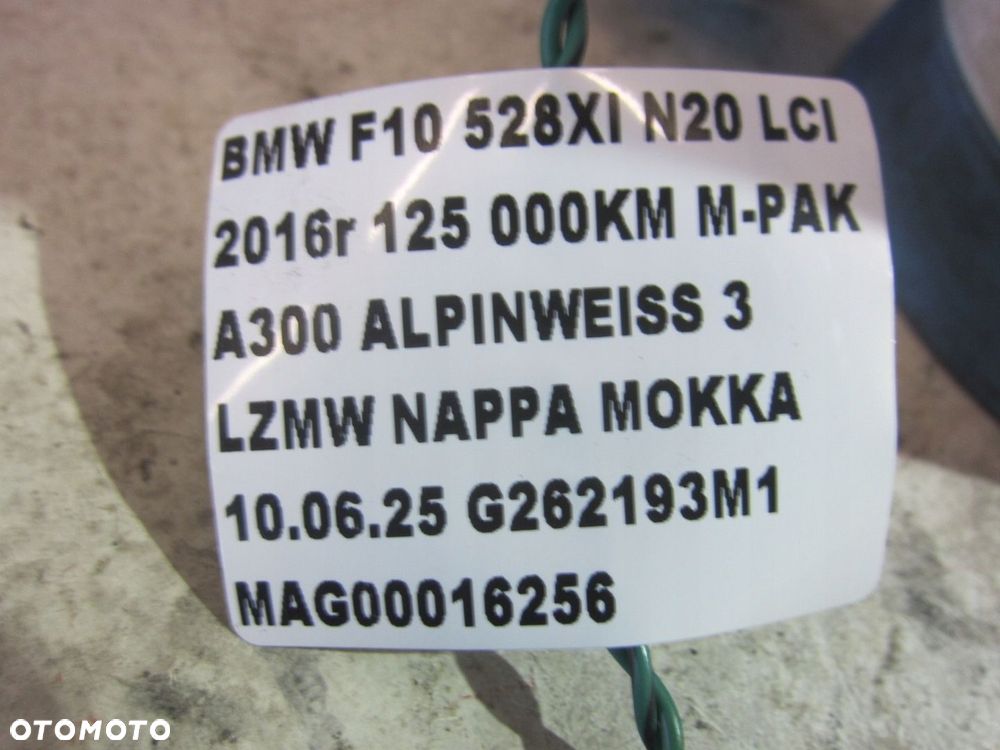 BMW F10 528XI N20 LCI
2016r 125 000KM M-PAK
A300 ALPINWEISS 3
LZMW NAPPA MOKKA
10.06.25 G262193M1
MAG00016256
OTOMOTO